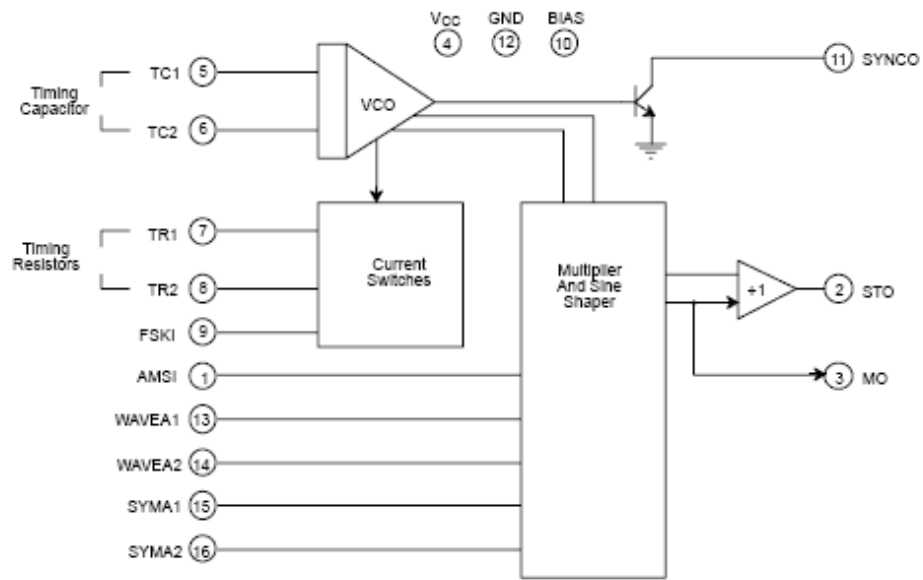 Vcc GND BIAS
4 12 10
Timing
Capacitor
TC1 5
TC2 6
VCO
11 SYNCO
Timing
Resistors
TR1 7
TR2 8
FSKI 9
Current
Switches
Multiplier
And Sine
Shaper
+1
2 STO
3 MO
AMSI 1
WAVEA1 13
WAVEA2 14
SYMA1 15
SYMA2 16